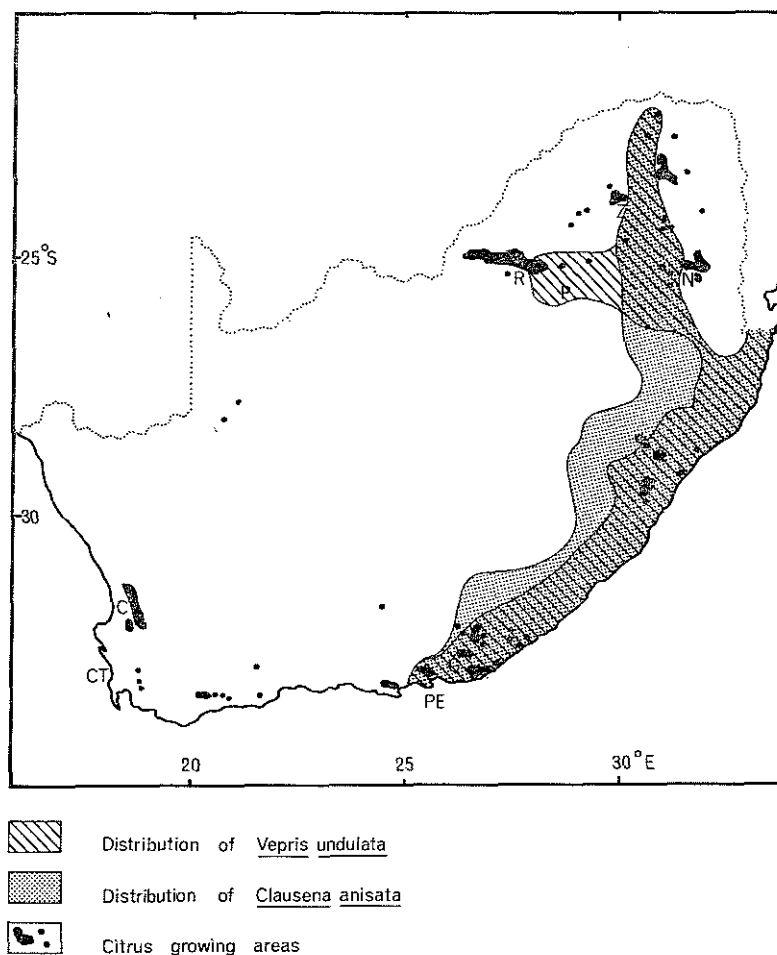 25°S
R
P
Z
N
30
C
CT
G
PE
20
25
30°E
Distribution of Vepris undulata
Distribution of Clausena anisata
Citrus growing areas